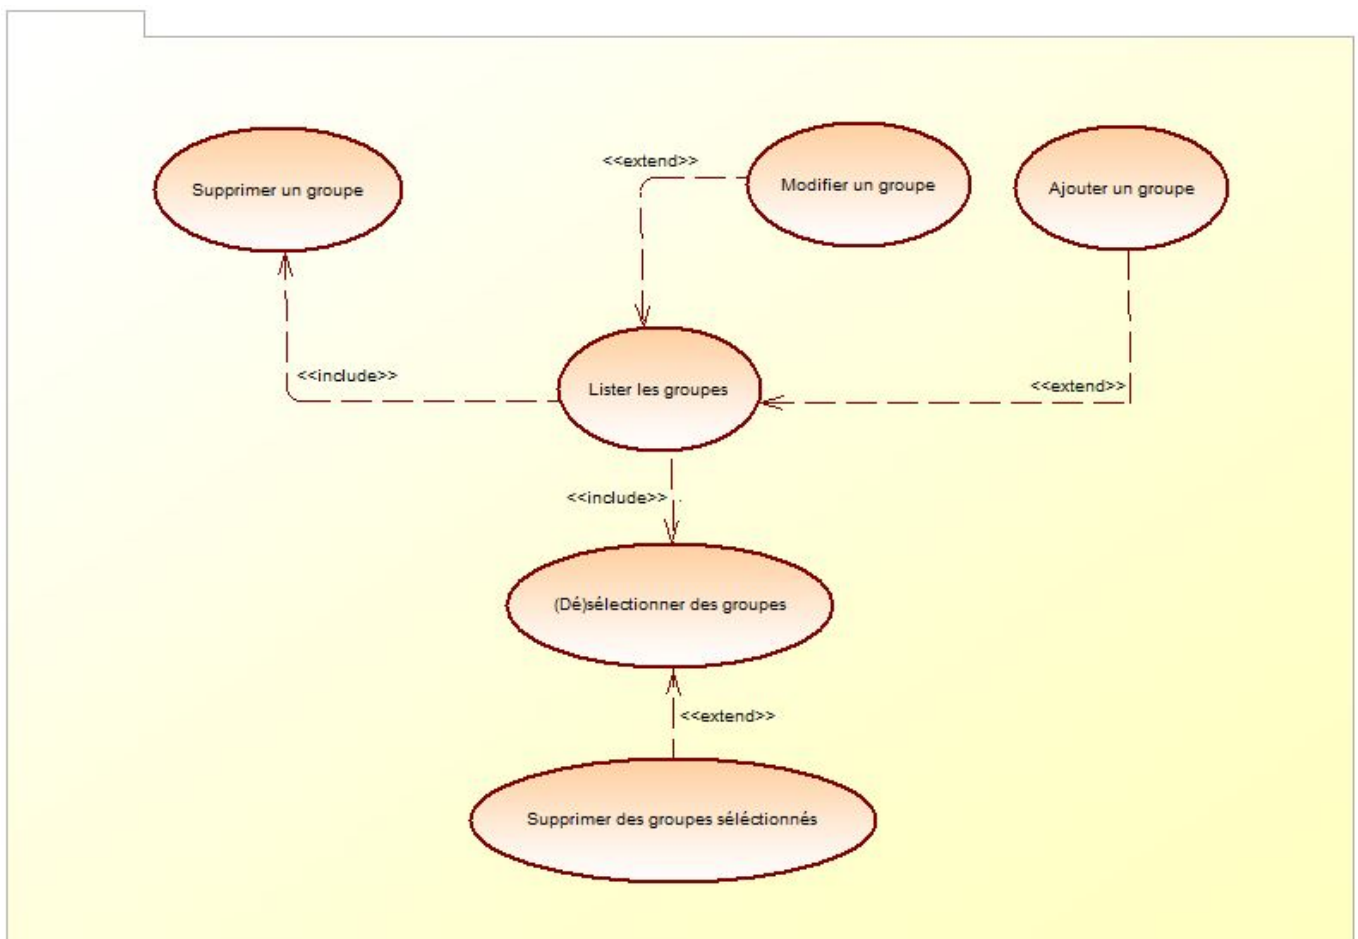 <<extend>>
Supprimer un groupe
Modifier un groupe
Ajouter un groupe
<<include>>
Lister les groupes
<<extend>>
<<include>>
(Dé)sélectionner des groupes
<<extend>>
Supprimer des groupes séléctionnés